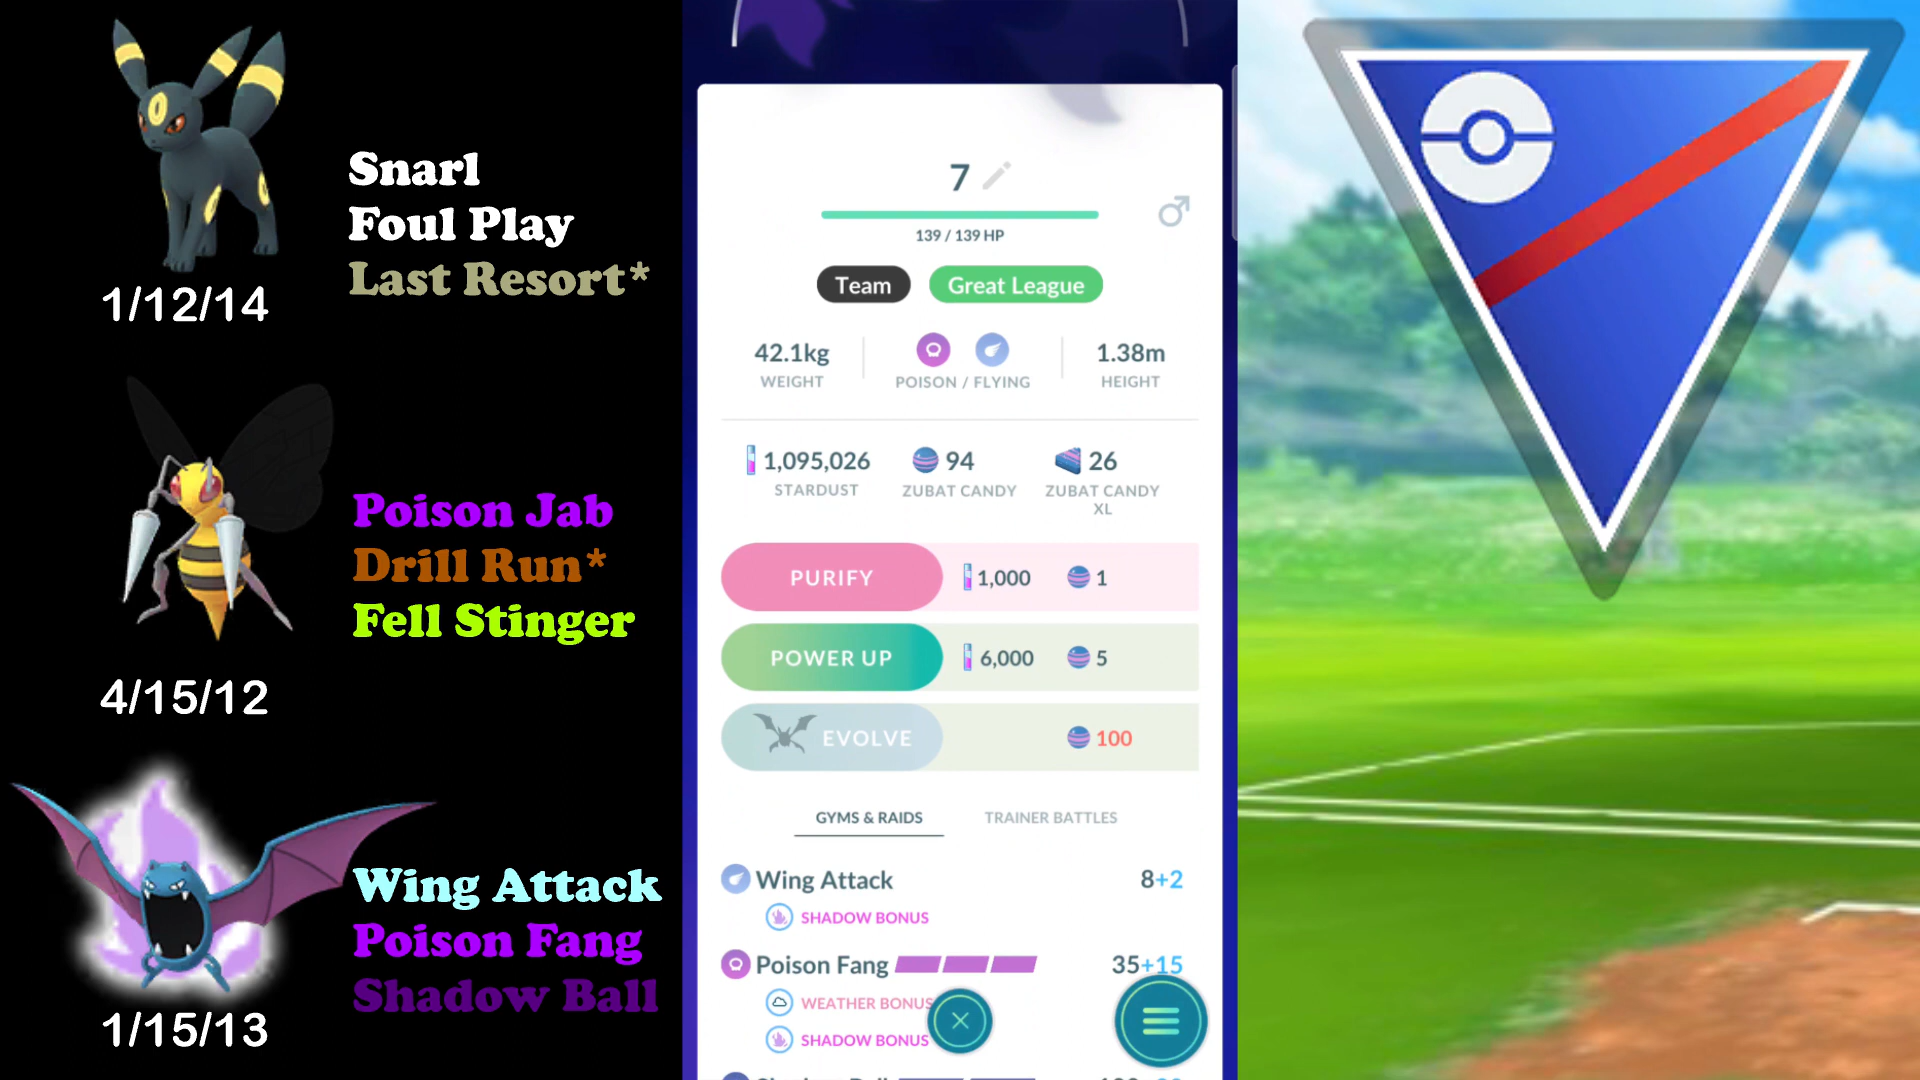 Snarl
Foul Play
Last Resort*
1/12/14
Poison Jab
Drill Run*
Fell Stinger
4/15/12
Wing Attack
Poison Fang
Shadow Ball
1/15/13
7
139 / 139 HP
Team
Great League
42.1kg
WEIGHT
POISON / FLYING
1.38m
HEIGHT
1,095,026
STARDUST
94
ZUBAT CANDY
26
ZUBAT CANDY
XL
PURIFY 1,000 1
POWER UP 6,000 5
EVOLVE 100
GYMS & RAIDS TRAINER BATTLES
Wing Attack 8+2
SHADOW BONUS
Poison Fang 35+15
WEATHER BONUS
SHADOW BONUS